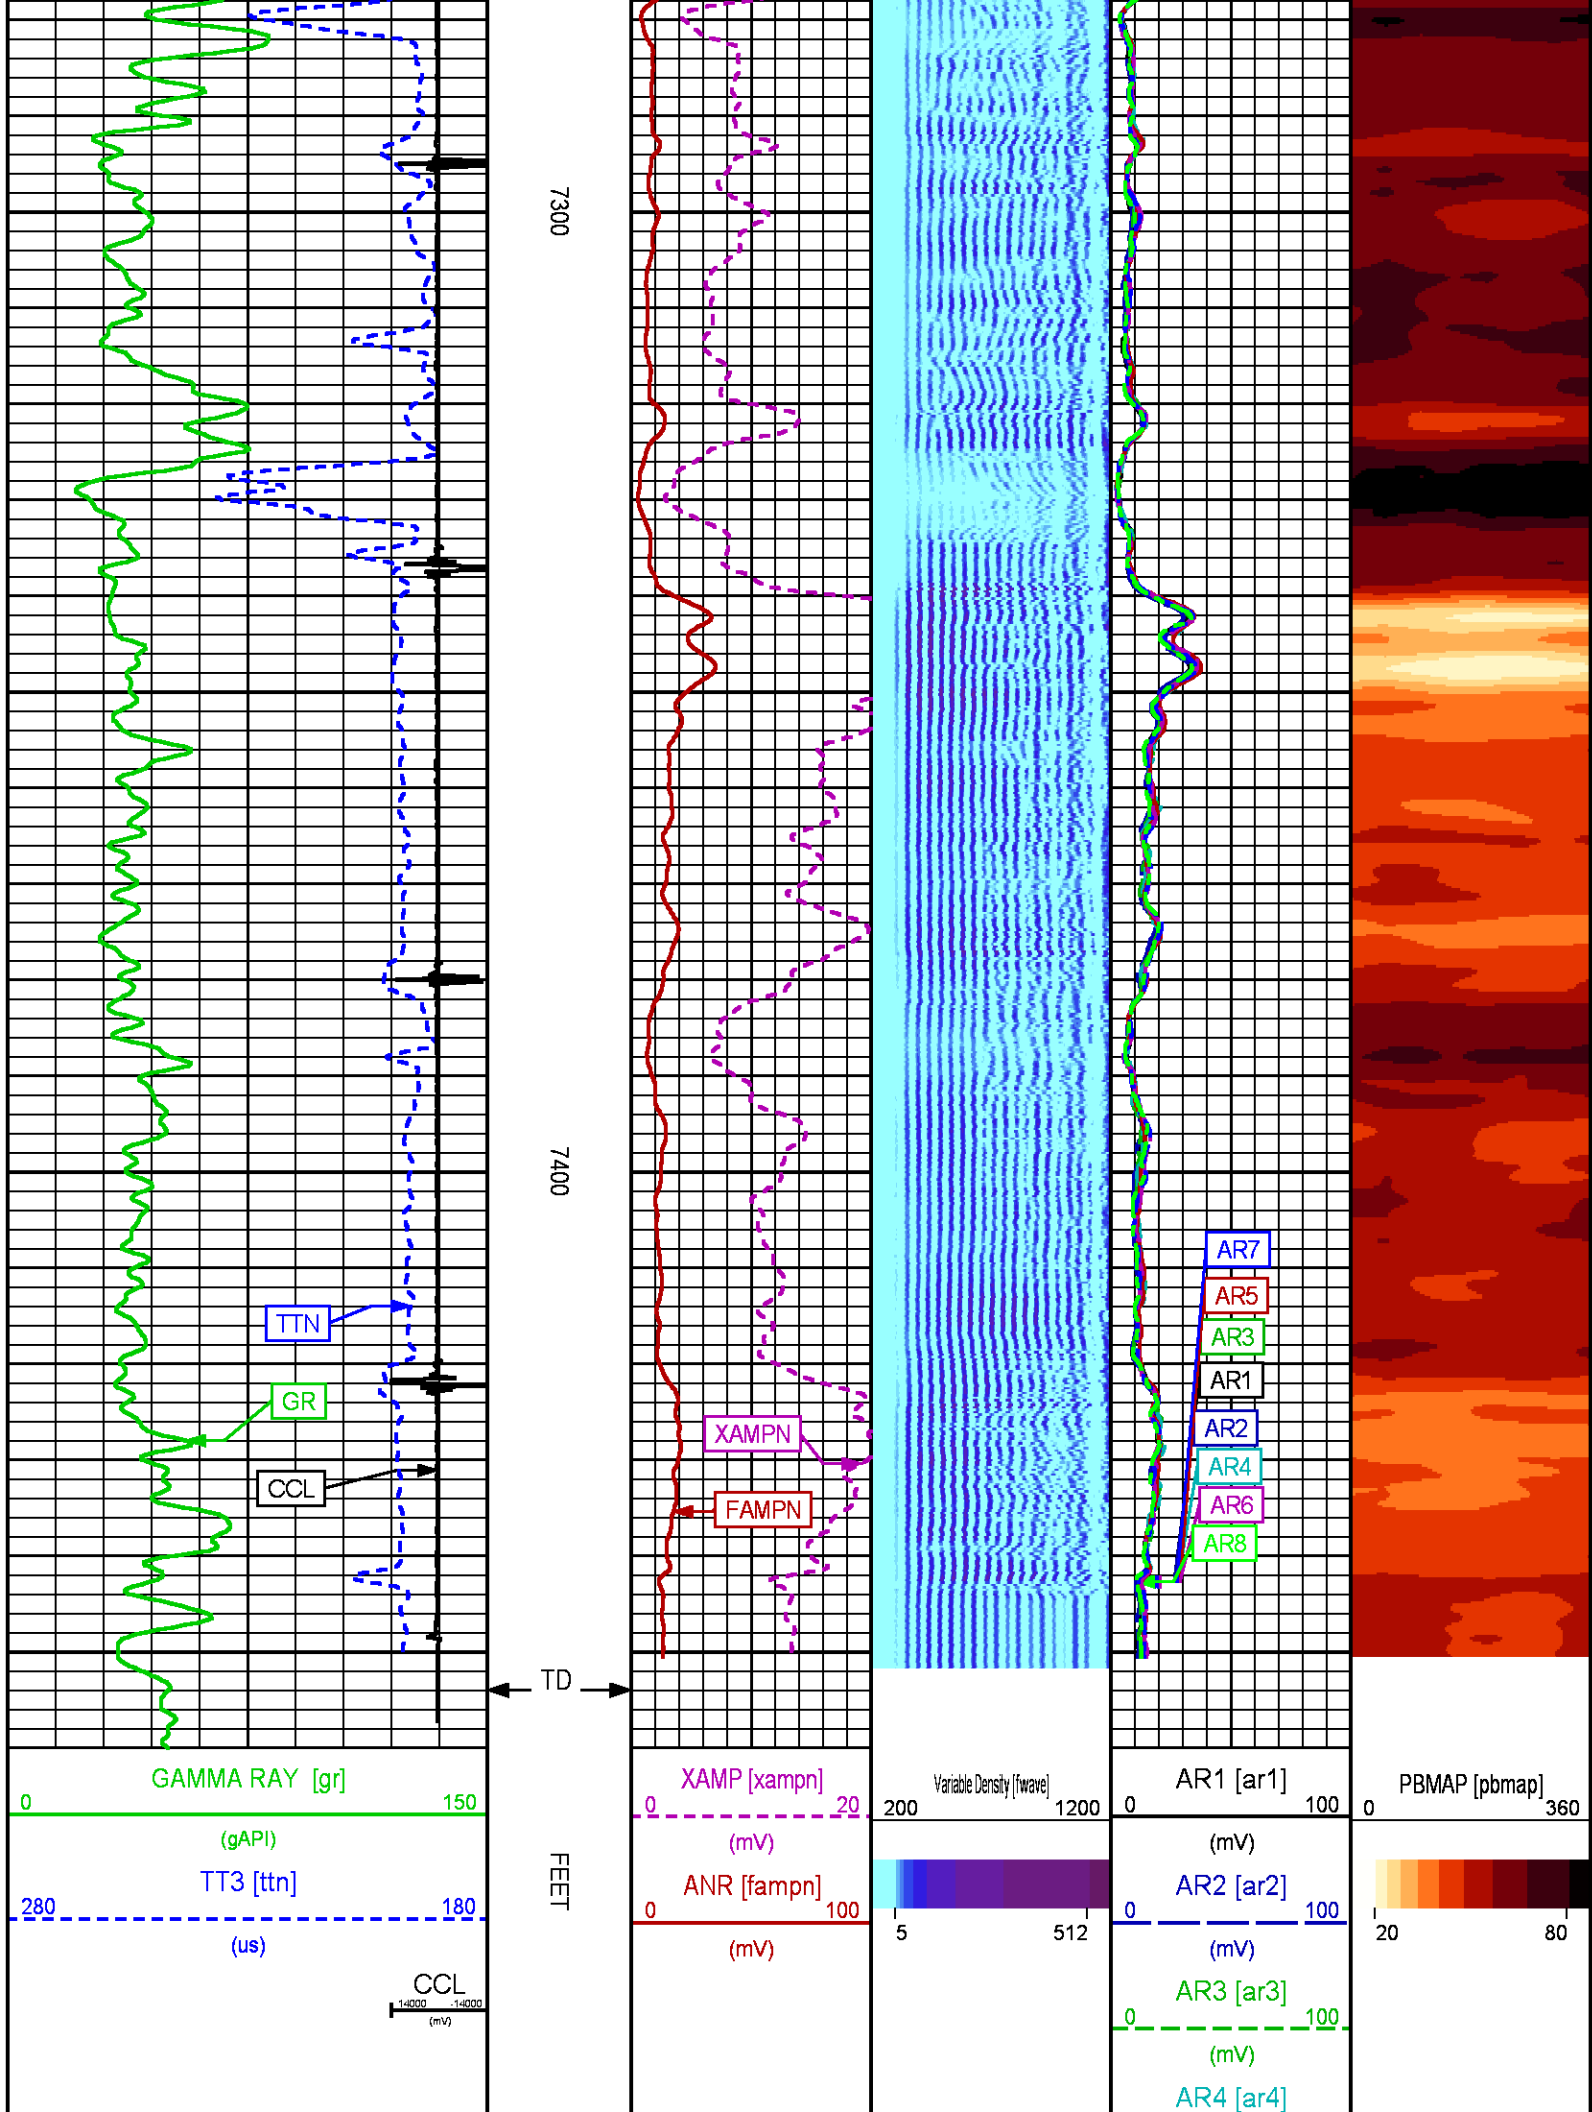 7300
7400
AR7
AR5
AR3
AR1
AR2
AR4
AR6
AR8
TTN
GR
CCL
XAMPN
FAMPN
TD
GAMMA RAY [gr]
0 150
(gAPI)
TT3 [ttn]
280 180
(us)
CCL
14000 -14000
(mV)
FEET
XAMP [xampn]
0 20
(mV)
ANR [fampn]
0 100
(mV)
Variable Density [fwave]
200 1200
5 512
AR1 [ar1]
0 100
(mV)
AR2 [ar2]
0 100
(mV)
AR3 [ar3]
0 100
(mV)
AR4 [ar4]
PBMAP [pbmap]
0 360
20 80